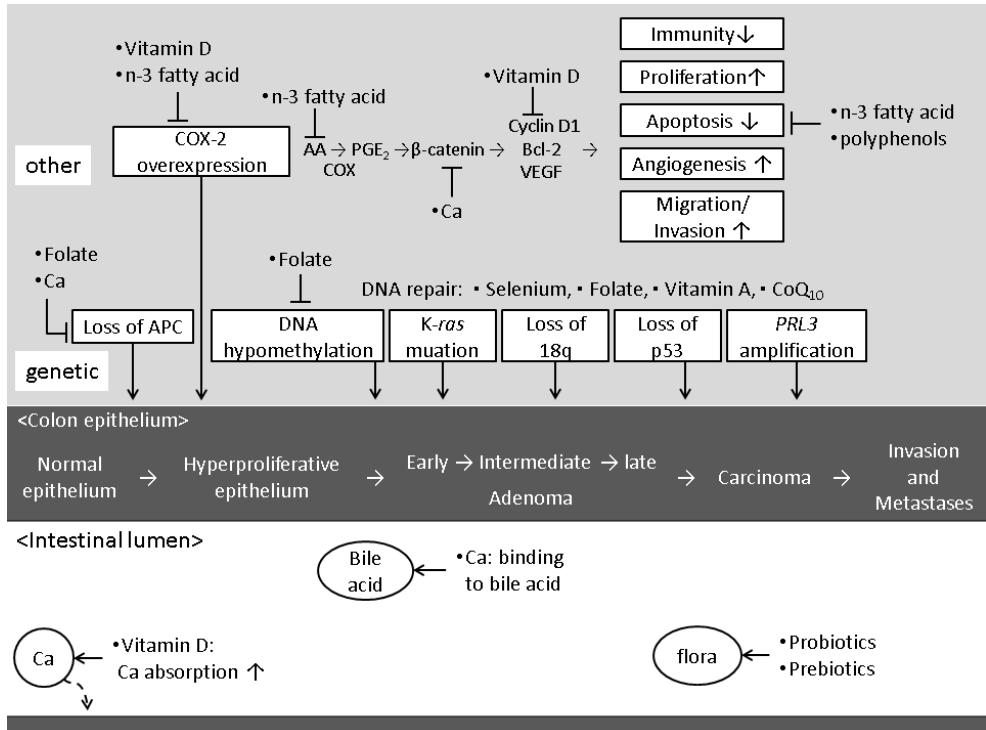 •Vitamin D
•n-3 fatty acid
COX-2
overexpression
•n-3 fatty acid
AA → PGE₂ → β-catenin →
COX
•Ca
•Vitamin D
Cyclin D1
Bcl-2 →
VEGF
Immunity↓
Proliferation↑
Apoptosis ↓
Angiogenesis ↑
Migration/
Invasion ↑
•n-3 fatty acid
•polyphenols
other
•Folate
•Ca
Loss of APC
•Folate
DNA
hypomethylation
DNA repair: ・Selenium,・Folate,・Vitamin A,・CoQ₁₀
K-ras
muation
Loss of
18q
Loss of
p53
PRL3
amplification
genetic
<Colon epithelium>
Normal
epithelium
→
Hyperproliferative
epithelium
→
Early → Intermediate → late
Adenoma
→
Carcinoma
→
Invasion
and
Metastases
<Intestinal lumen>
Bile
acid
•Ca: binding
to bile acid
Ca
•Vitamin D:
Ca absorption ↑
flora
•Probiotics
•Prebiotics